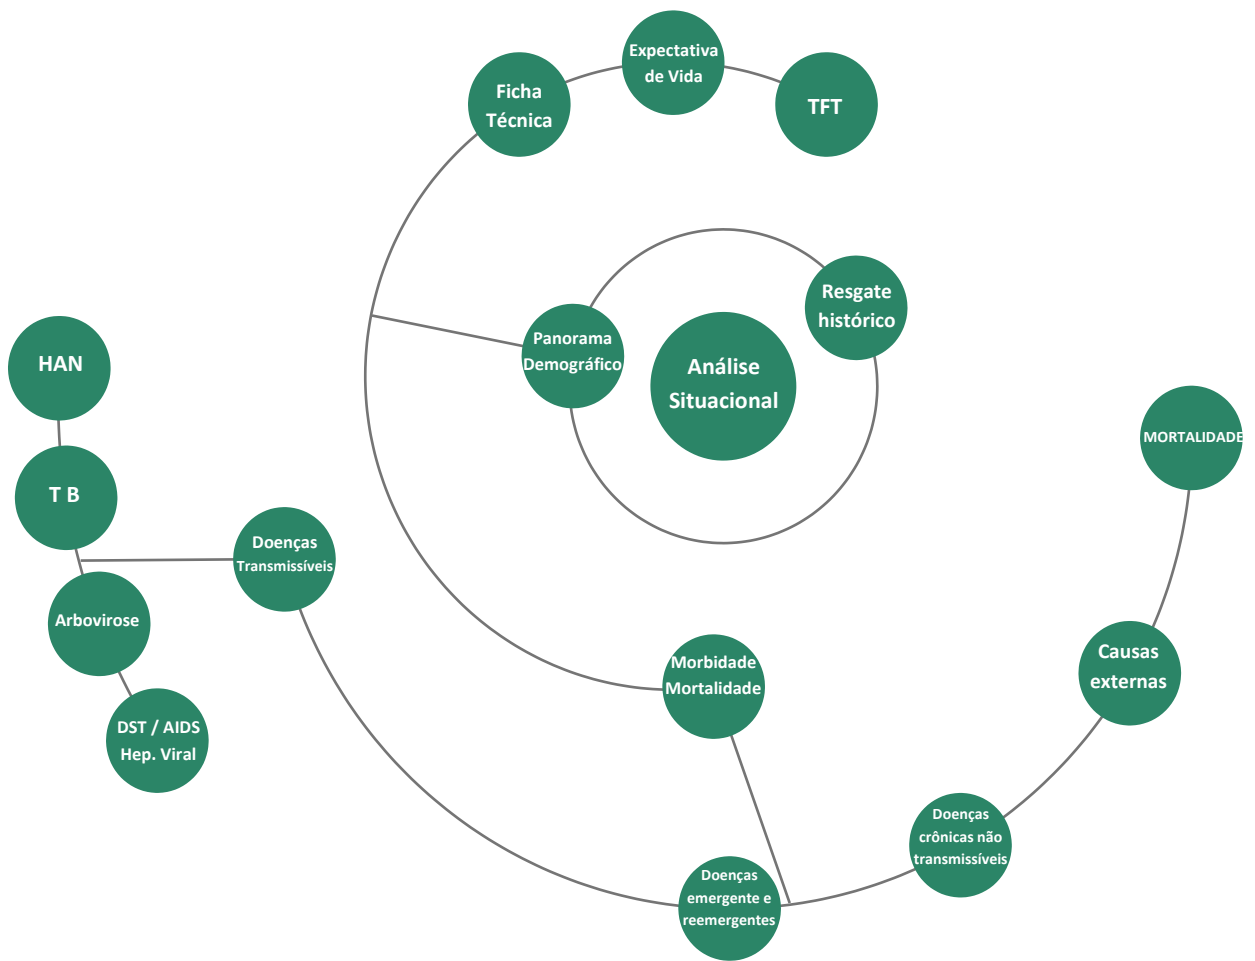 Expectativa
de Vida
Ficha
Técnica
TFT
Resgate
histórico
Panorama
Demográfico
Análise
Situacional
HAN
T B
Doenças
Transmissíveis
Arbovirose
DST / AIDS
Hep. Viral
MORTALIDADE
Morbidade
Mortalidade
Causas
externas
Doenças
crônicas não
transmissíveis
Doenças
emergente e
reemergentes